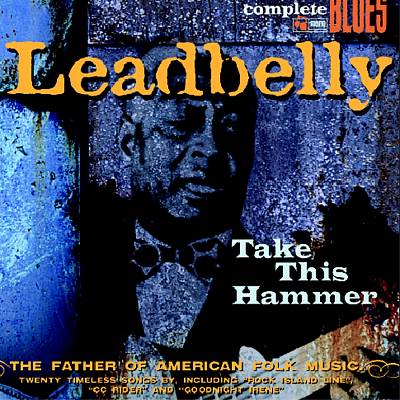 complete
BLUES
mono
Leadbelly
Take
This
Hammer
THE FATHER OF AMERICAN FOLK MUSIC.
TWENTY TIMELESS SONGS BY, INCLUDING "ROCK ISLAND LINE",
"CC RIDER" AND "GOODNIGHT IRENE"